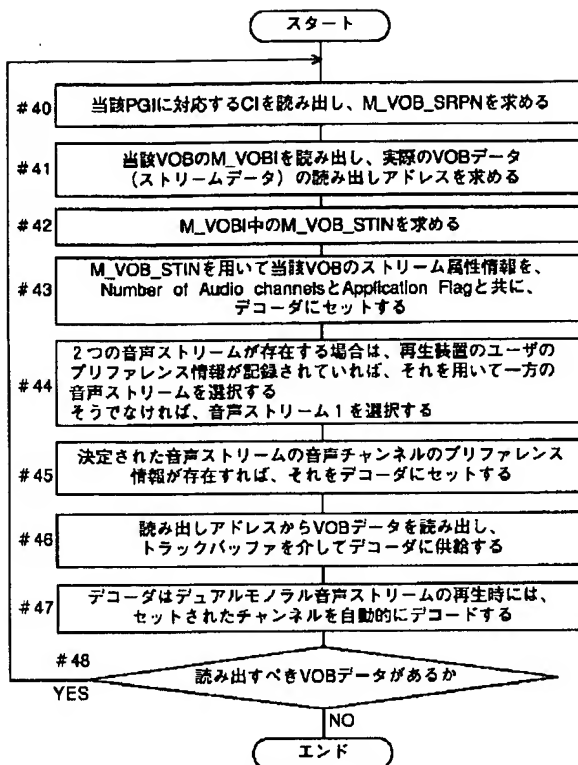 スタート
#40
当該PGIに対応するCIを読み出し、M_VOB_SRPNを求める
#41
当該VOBのM_VOBIを読み出し、実際のVOBデータ
(ストリームデータ)の読み出しアドレスを求める
#42
M_VOBI中のM_VOB_STINを求める
#43
M_VOB_STINを用いて当該VOBのストリーム属性情報を、
Number of Audio channelsとApplication Flagと共に、
デコーダにセットする
#44
2つの音声ストリームが存在する場合は、再生装置のユーザの
プリファレンス情報が記録されていれば、それを用いて一方の
音声ストリームを選択する
そうでなければ、音声ストリーム1を選択する
#45
決定された音声ストリームの音声チャンネルのプリファレンス
情報が存在すれば、それをデコーダにセットする
#46
読み出しアドレスからVOBデータを読み出し、
トラックバッファを介してデコーダに供給する
#47
デコーダはデュアルモノラル音声ストリームの再生時には、
セットされたチャンネルを自動的にデコードする
#48
読み出すべきVOBデータがあるか
YES
NO
エンド